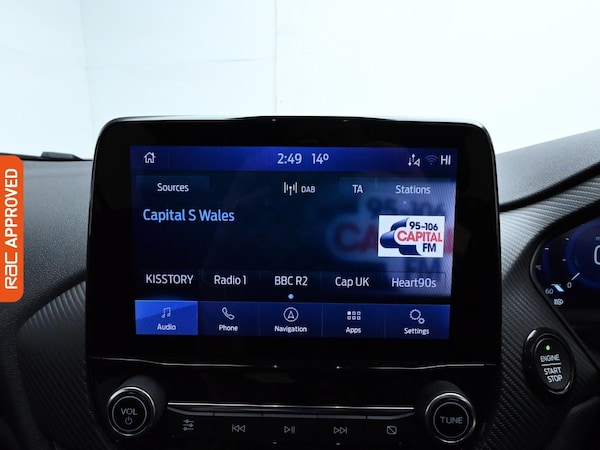 2:49 14°
HI
Sources DAB TA Stations
Capital S Wales
95-106
CAPITAL
FM
KISSTORY Radio 1 BBC R2 Cap UK Heart90s
Audio Phone Navigation Apps Settings
RAC APPROVED
60
ENGINE
START
STOP
VOL
TUNE